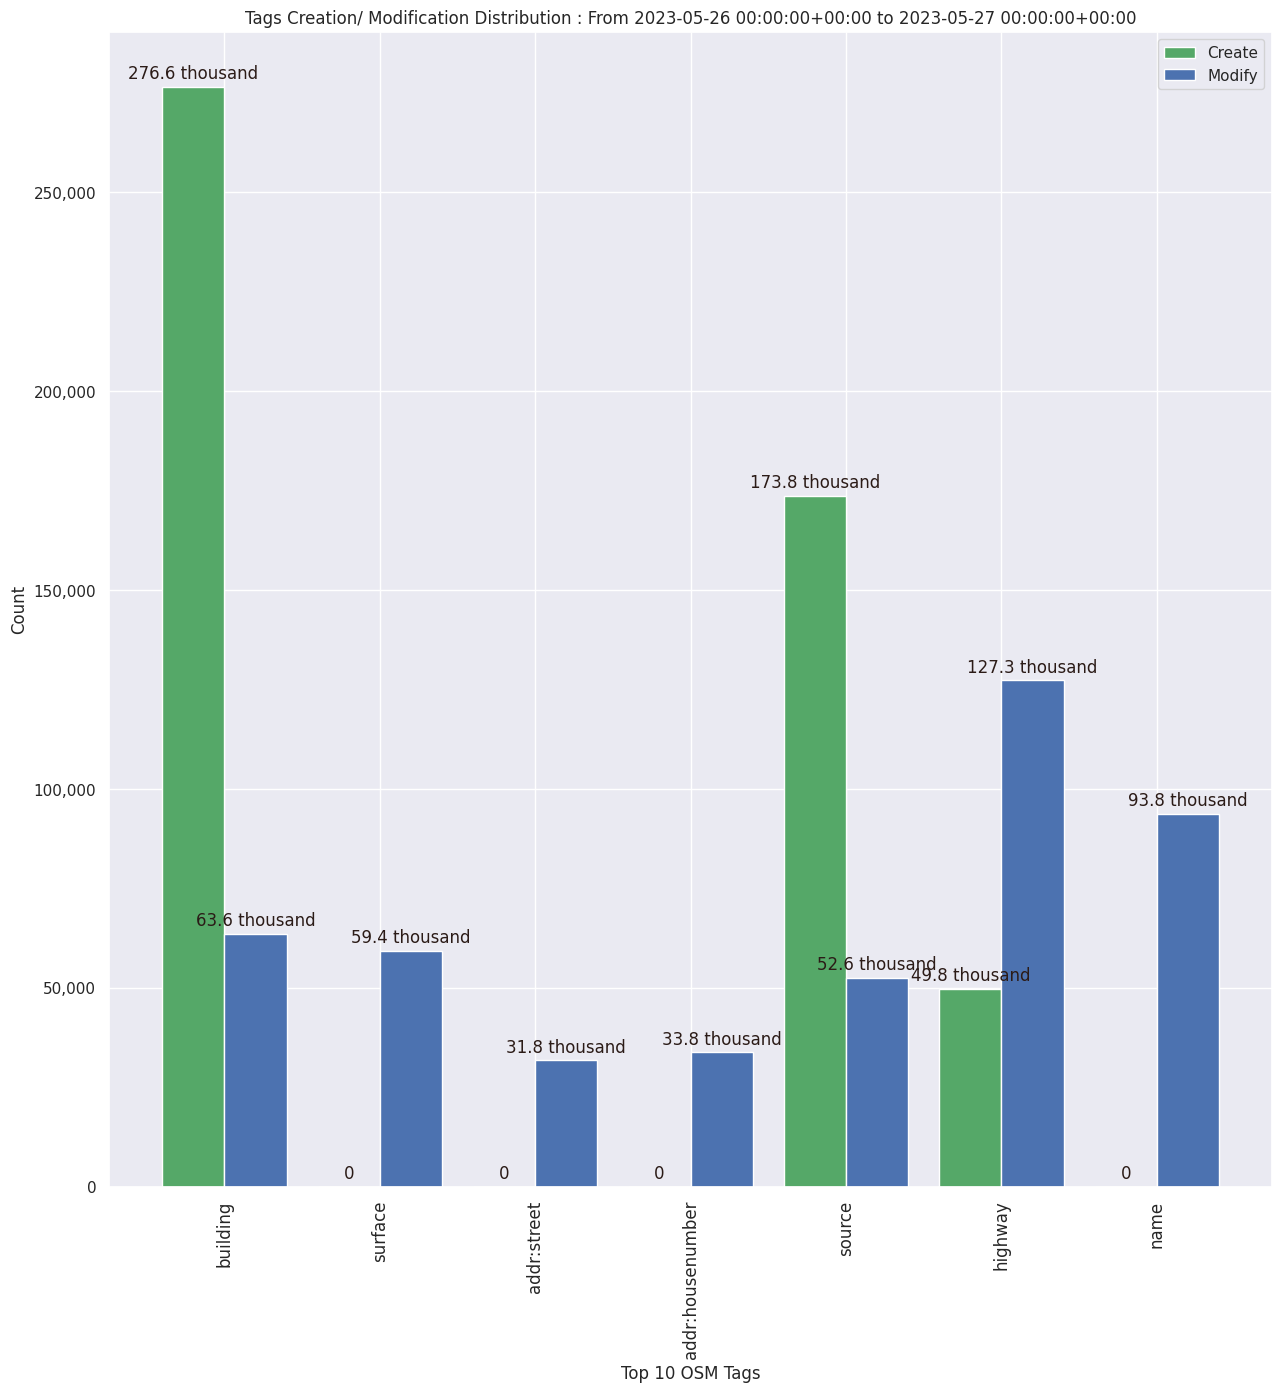 Tags Creation/ Modification Distribution : From 2023-05-26 00:00:00+00:00 to 2023-05-27 00:00:00+00:00
Create
Modify
276.6 thousand
250,000
200,000
173.8 thousand
150,000
Count
127.3 thousand
100,000
93.8 thousand
63.6 thousand
59.4 thousand
52.6 thousand
49.8 thousand
50,000
31.8 thousand
33.8 thousand
0
0
0
0
0
building
surface
addr:street
addr:housenumber
source
highway
name
Top 10 OSM Tags